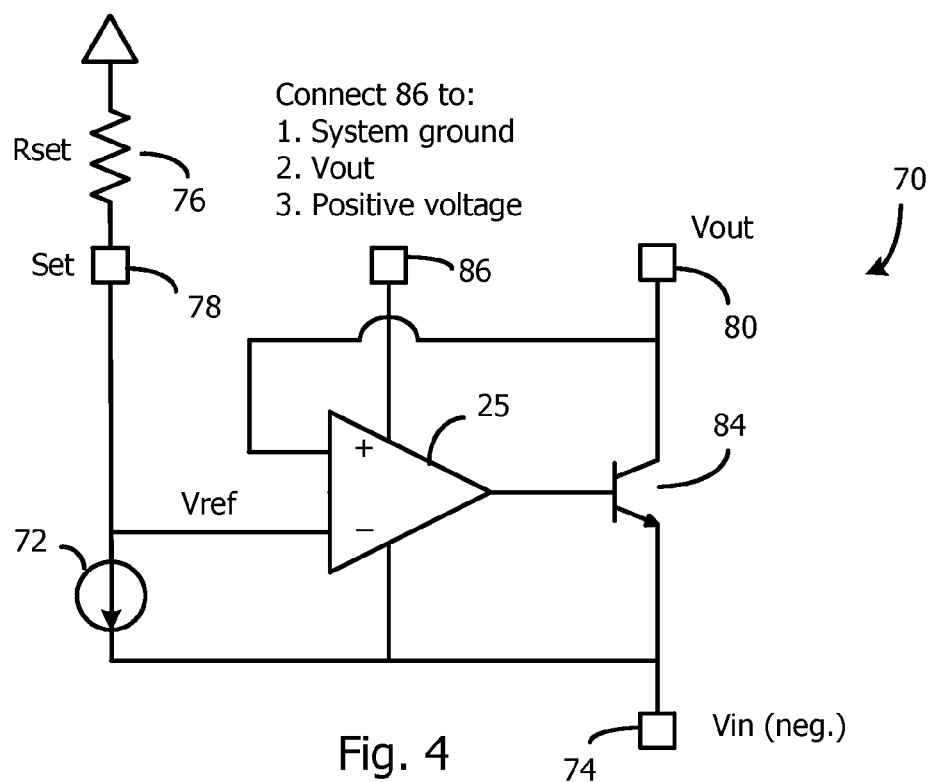 Connect 86 to:
1. System ground
2. Vout
3. Positive voltage
Rset
76
70
Vout
Set
78
86
80
25
84
+
Vref
−
72
Vin (neg.)
74
Fig. 4